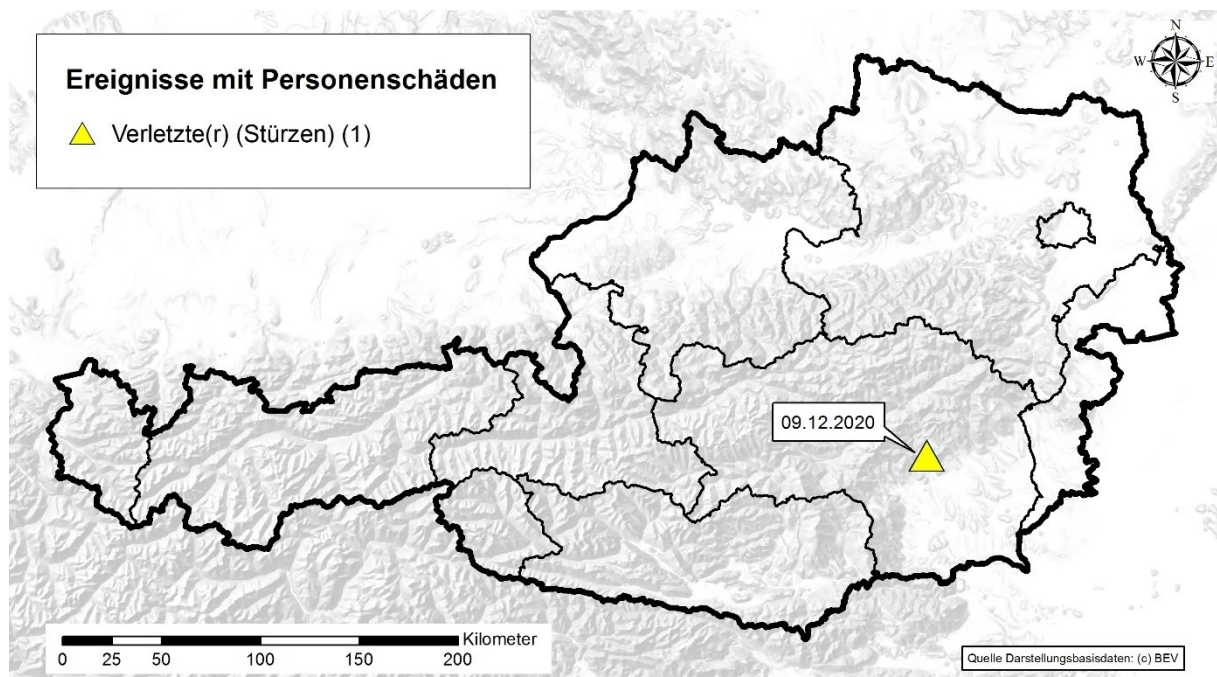 Ereignisse mit Personenschäden
Verletzte(r) (Stürzen) (1)
N
W E
S
09.12.2020
Kilometer
0 25 50 100 150 200
Quelle Darstellungsbasisdaten: (c) BEV